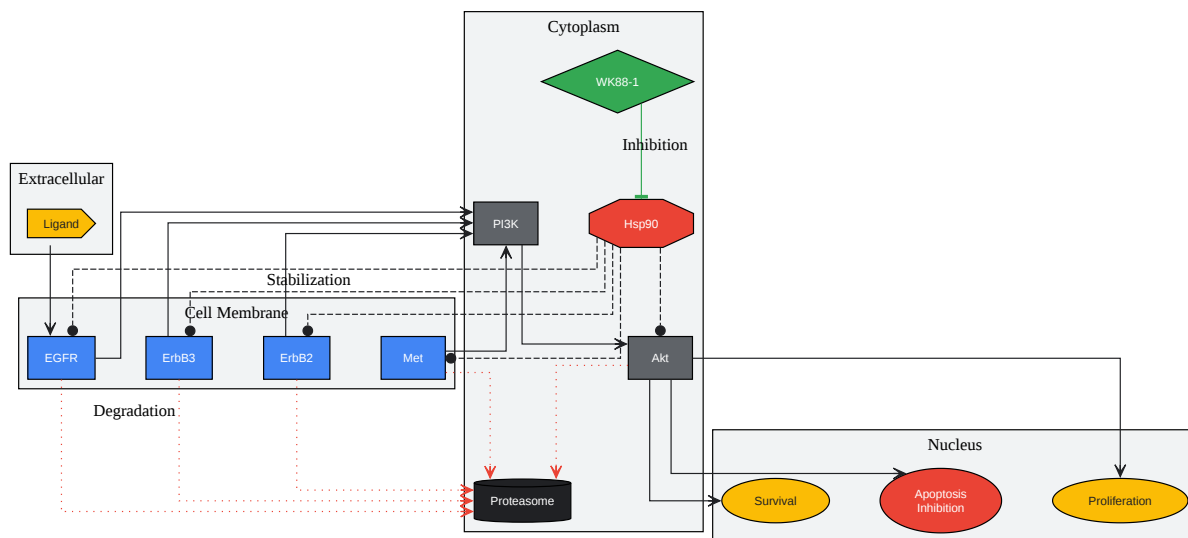 Cytoplasm
WK88-1
Inhibition
Extracellular
Ligand
PI3K
Hsp90
Stabilization
Cell Membrane
EGFR
ErbB3
ErbB2
Met
Akt
Degradation
Nucleus
Proteasome
Survival
Apoptosis
Inhibition
Proliferation